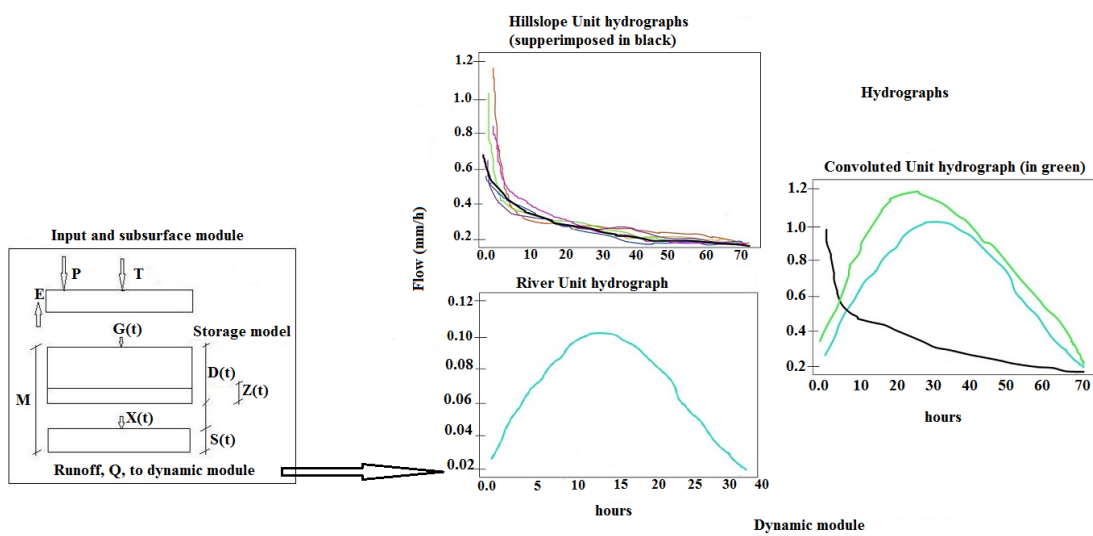 Hillslope Unit hydrographs
(supperimposed in black)
1.2
1.0
0.8
0.6
0.4
0.2
0.0 10 20 30 40 50 60 70
Flow (mm/h)
River Unit hydrograph
0.12
0.10
0.08
0.06
0.04
0.02
0.0 5 10 15 20 25 30 40
hours
Hydrographs
Convoluted Unit hydrograph (in green)
1.2
1.0
0.8
0.6
0.4
0.2
0.0 10 20 30 40 50 60 70
hours
Input and subsurface module
P T
E
G(t) Storage model
D(t)
M Z(t)
X(t)
S(t)
Runoff, Q, to dynamic module
Dynamic module